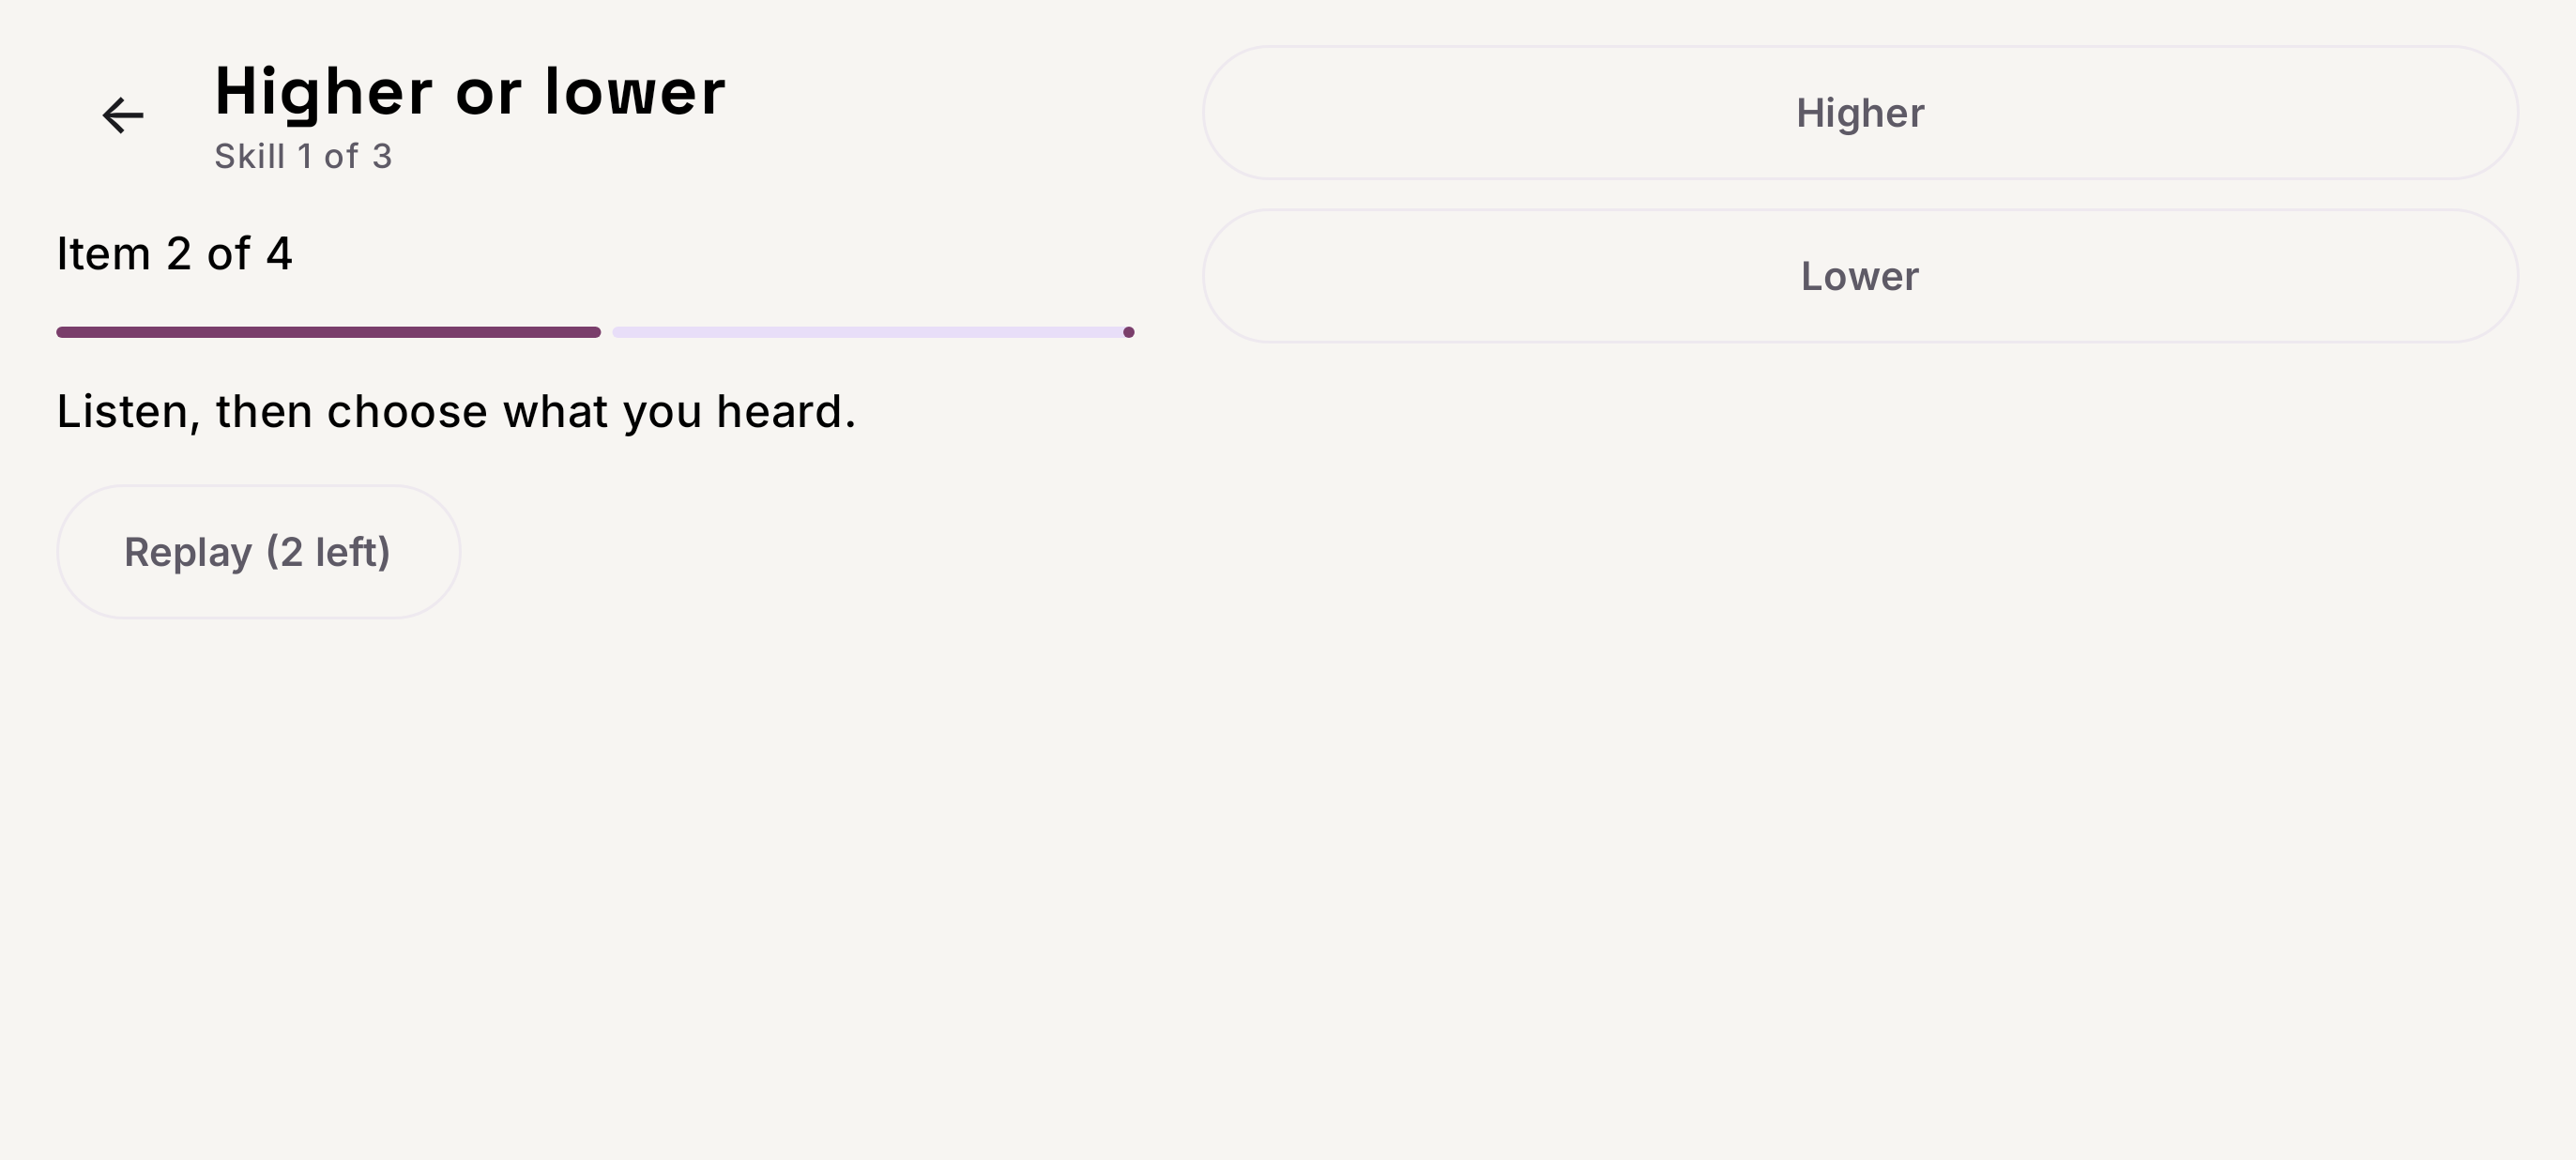 Higher or lower
Skill 1 of 3
Item 2 of 4
Listen, then choose what you heard.
Replay (2 left)
Higher
Lower